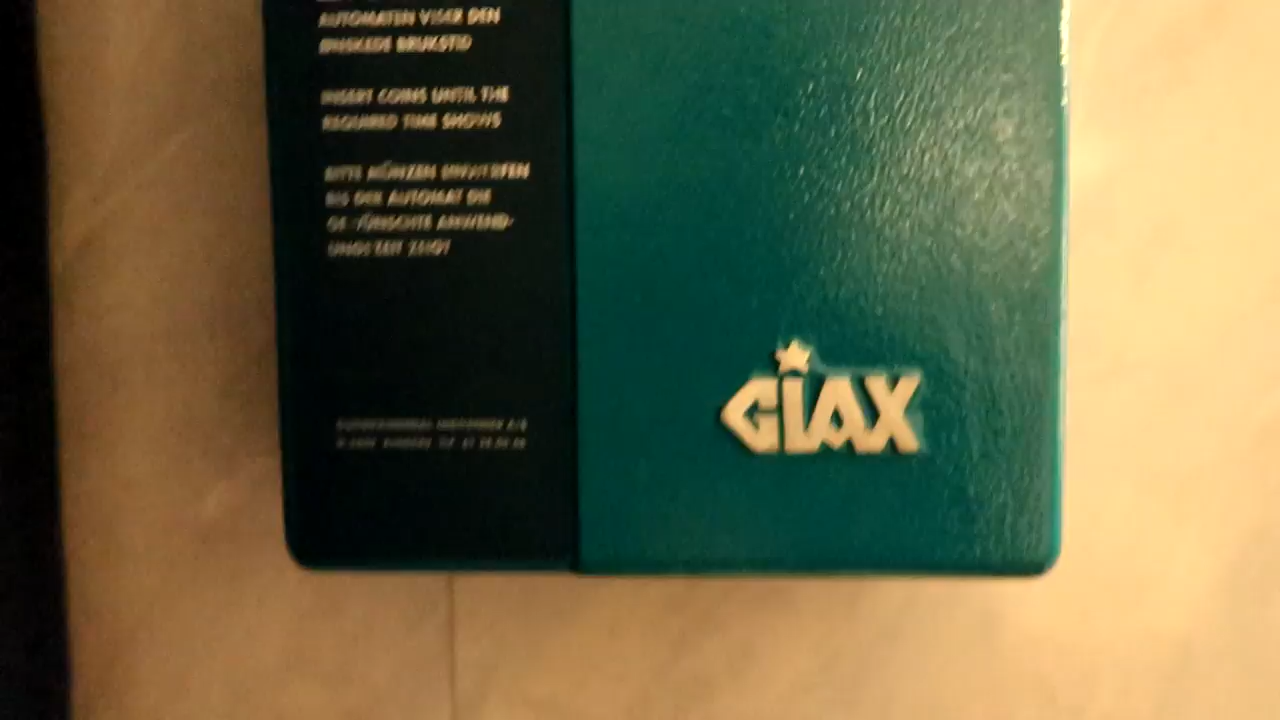 AUTOMATEN VISER DEN
ØNSKEDE BRUKSTID
INSERT COINS UNTIL THE
REQUIRED TIME SHOWS
BITTE MÜNZEN EINWERFEN
BIS DER AUTOMAT DIE
GEWÜNSCHTE ANWEND-
UNGSZEIT ZEIGT
GIAX